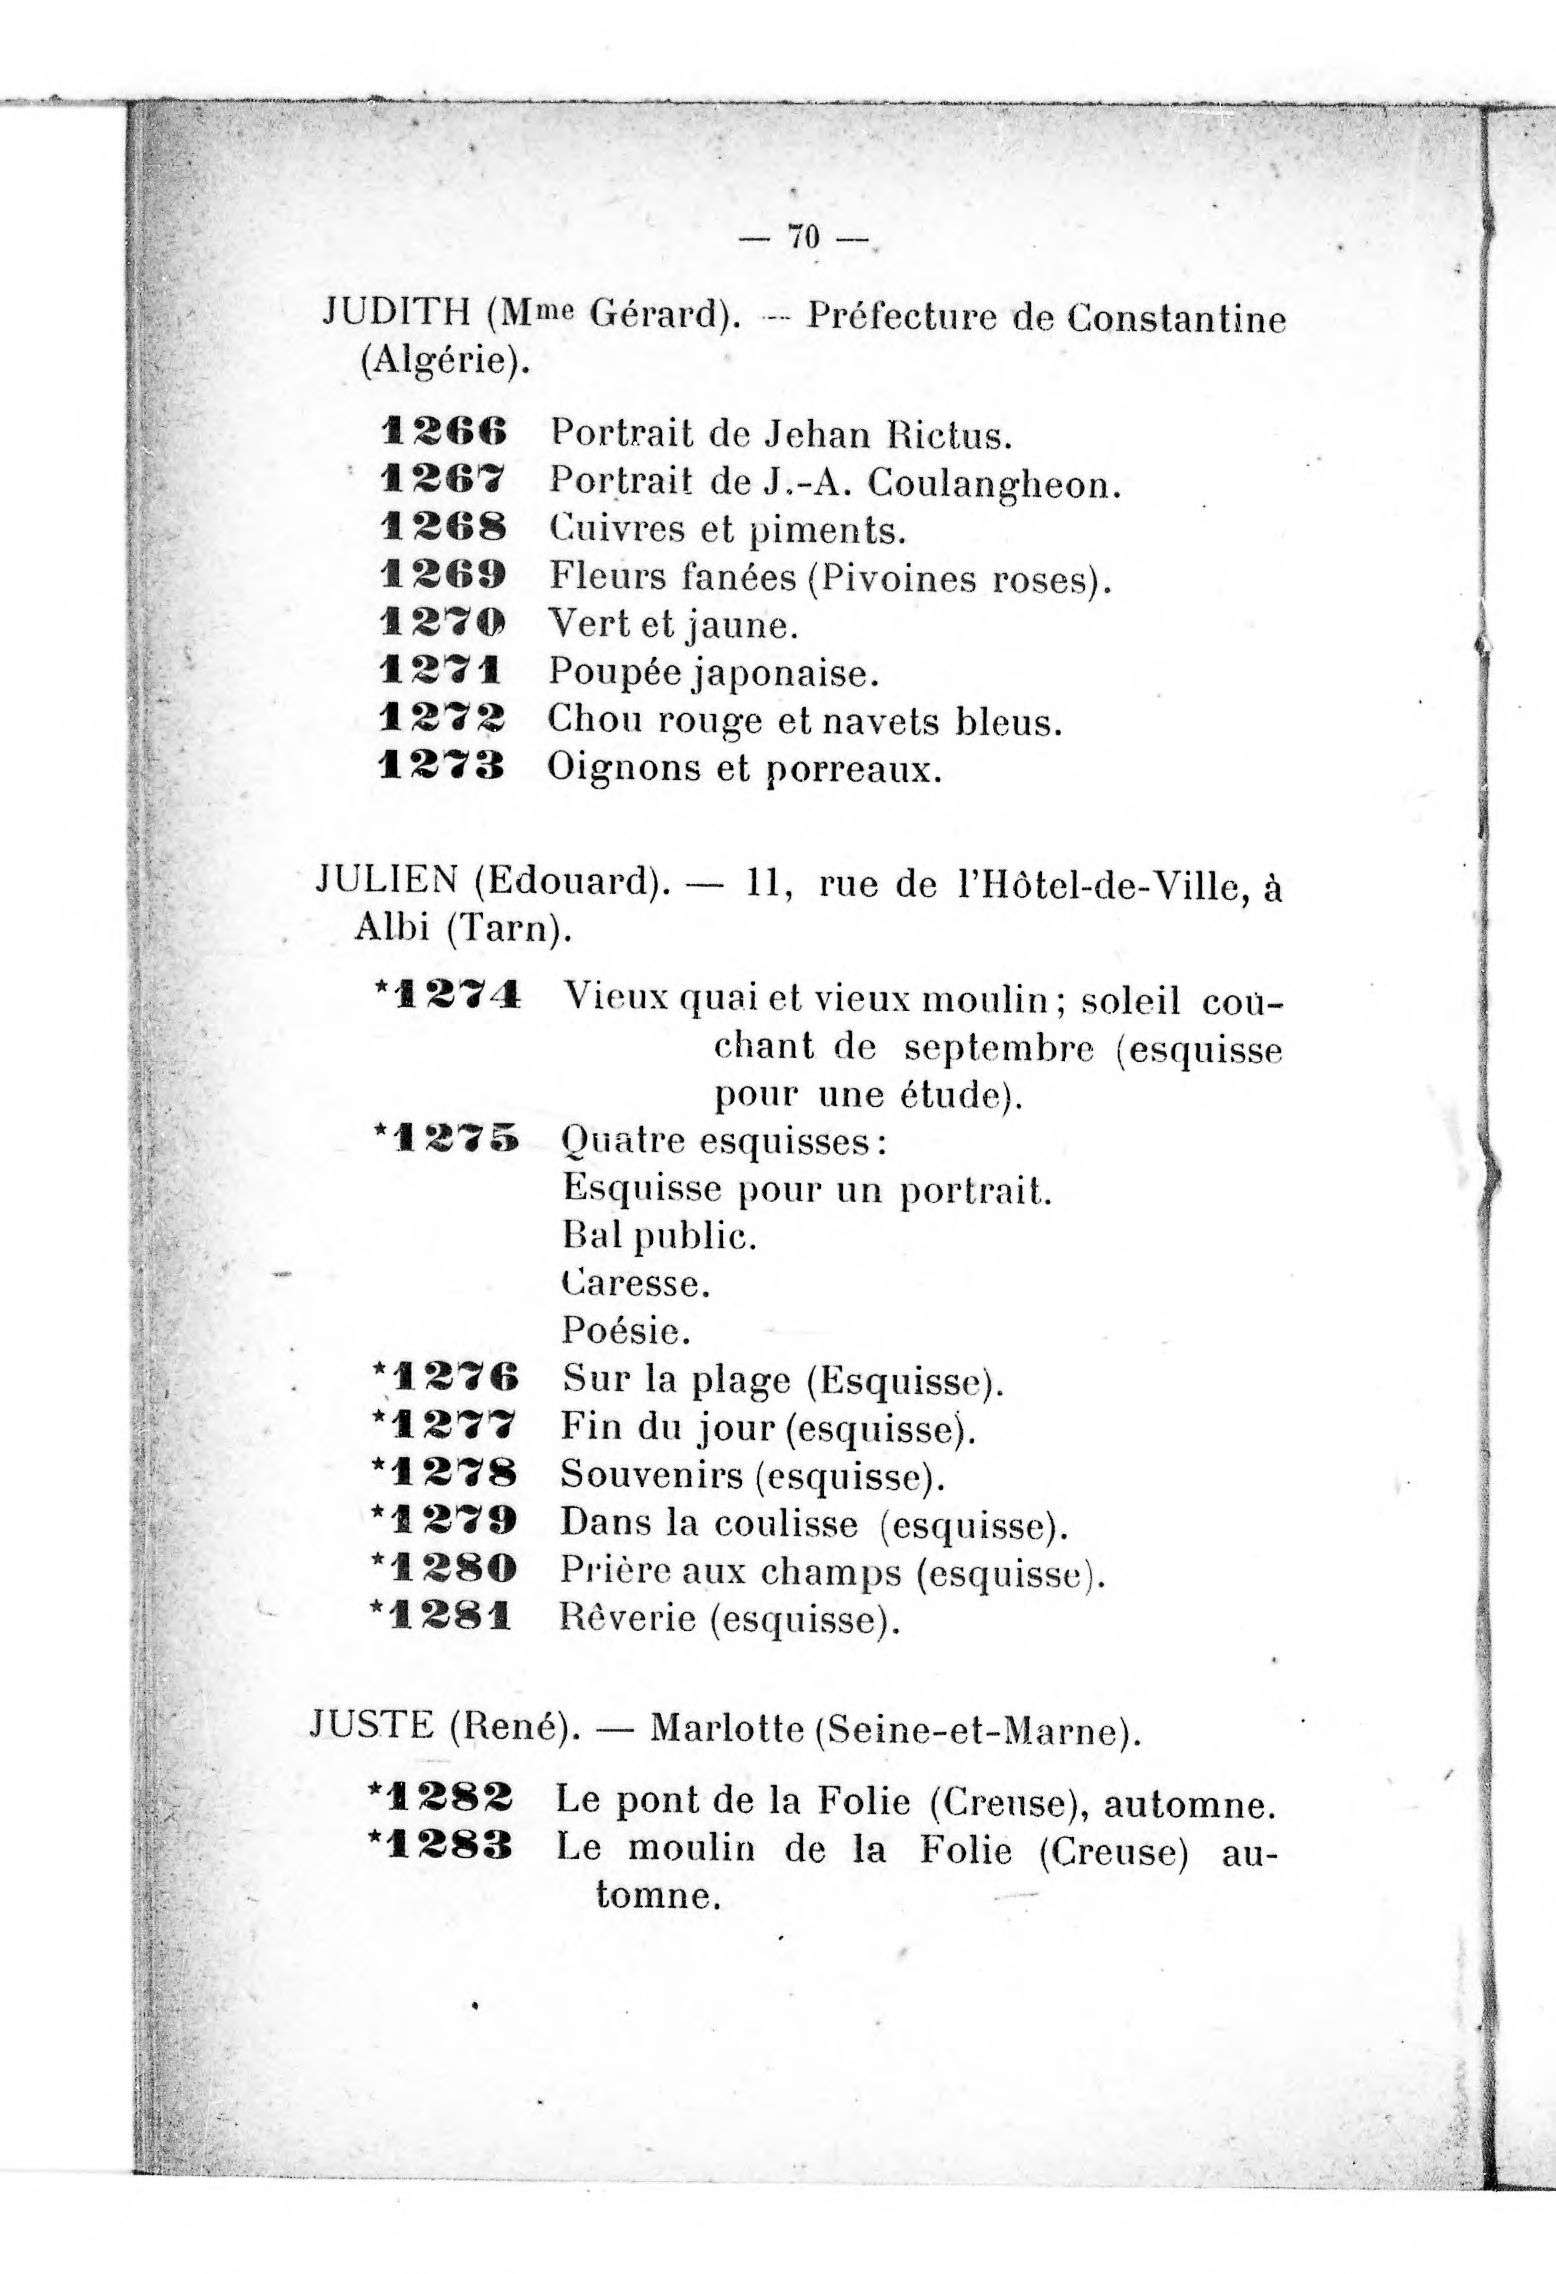 — 70 —
JUDITH (Mme Gérard). — Préfecture de Constantine
(Algérie).
1266 Portrait de Jehan Rictus.
1267 Portrait de J.-A. Coulangheon.
1268 Cuivres et piments.
1269 Fleurs fanées (Pivoines roses).
1270 Vert et jaune.
1271 Poupée japonaise.
1272 Chou rouge et navets bleus.
1273 Oignons et porreaux.
JULIEN (Edouard). — 11, rue de l'Hôtel-de-Ville, à
Albi (Tarn).
*1274 Vieux quai et vieux moulin ; soleil cou-
chant de septembre (esquisse
pour une étude).
*1275 Quatre esquisses :
Esquisse pour un portrait.
Bal public.
Caresse.
Poésie.
*1276 Sur la plage (Esquisse).
*1277 Fin du jour (esquisse).
*1278 Souvenirs (esquisse).
*1279 Dans la coulisse (esquisse).
*1280 Prière aux champs (esquisse).
*1281 Rêverie (esquisse).
JUSTE (René). — Marlotte (Seine-et-Marne).
*1282 Le pont de la Folie (Creuse), automne.
*1283 Le moulin de la Folie (Creuse) au-
tomne.